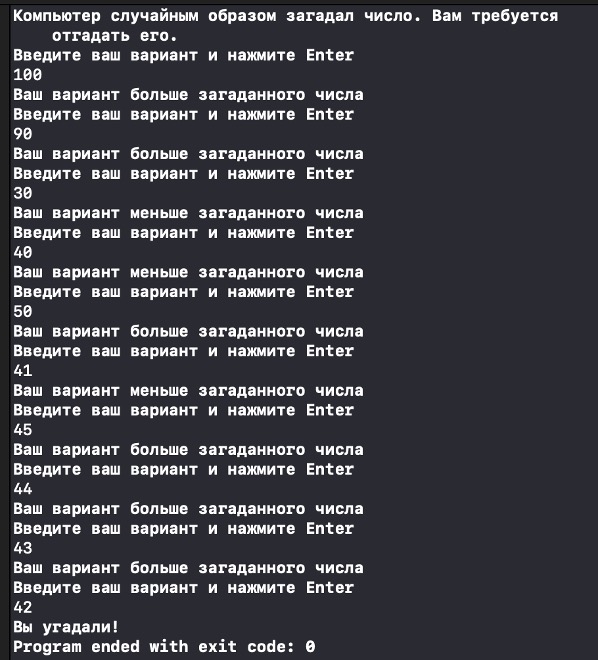 Компьютер случайным образом загадал число. Вам требуется
отгадать его.
Введите ваш вариант и нажмите Enter
100
Ваш вариант больше загаданного числа
Введите ваш вариант и нажмите Enter
90
Ваш вариант больше загаданного числа
Введите ваш вариант и нажмите Enter
30
Ваш вариант меньше загаданного числа
Введите ваш вариант и нажмите Enter
40
Ваш вариант меньше загаданного числа
Введите ваш вариант и нажмите Enter
50
Ваш вариант больше загаданного числа
Введите ваш вариант и нажмите Enter
41
Ваш вариант меньше загаданного числа
Введите ваш вариант и нажмите Enter
45
Ваш вариант больше загаданного числа
Введите ваш вариант и нажмите Enter
44
Ваш вариант больше загаданного числа
Введите ваш вариант и нажмите Enter
43
Ваш вариант больше загаданного числа
Введите ваш вариант и нажмите Enter
42
Вы угадали!
Program ended with exit code: 0